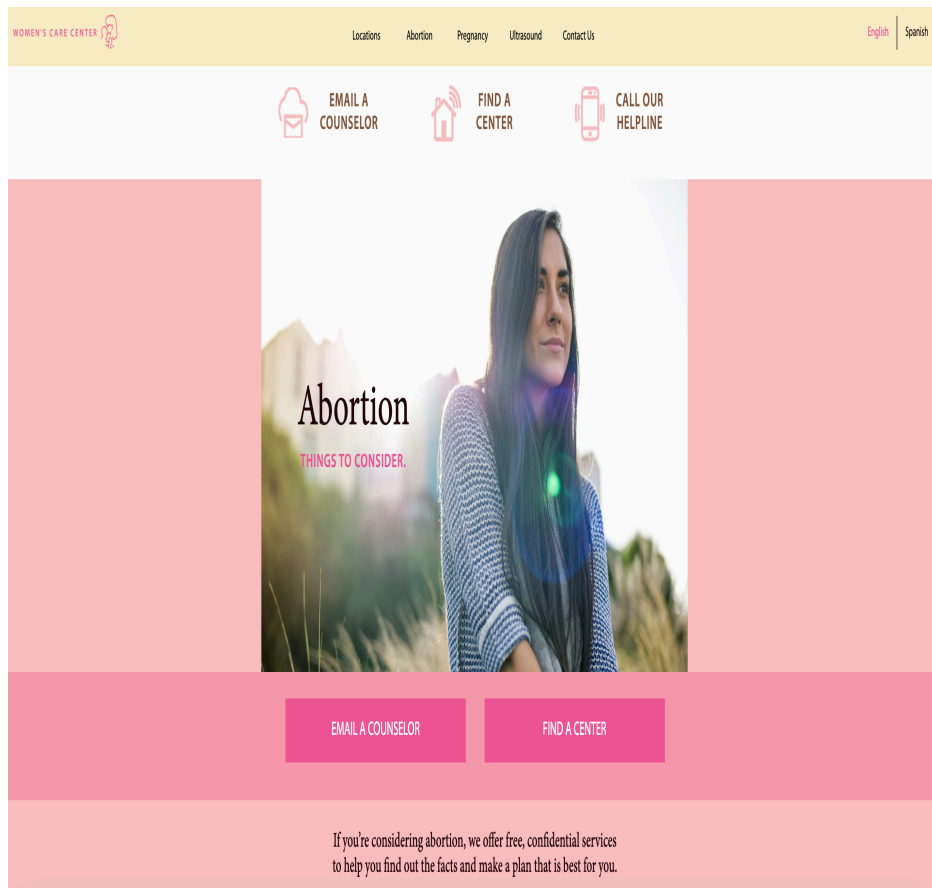 WOMEN'S CARE CENTER
Locations Abortion Pregnancy Ultrasound Contact Us
English Spanish
EMAIL A
COUNSELOR
FIND A
CENTER
CALL OUR
HELPLINE
Abortion
THINGS TO CONSIDER.
EMAIL A COUNSELOR
FIND A CENTER
If you're considering abortion, we offer free, confidential services
to help you find out the facts and make a plan that is best for you.